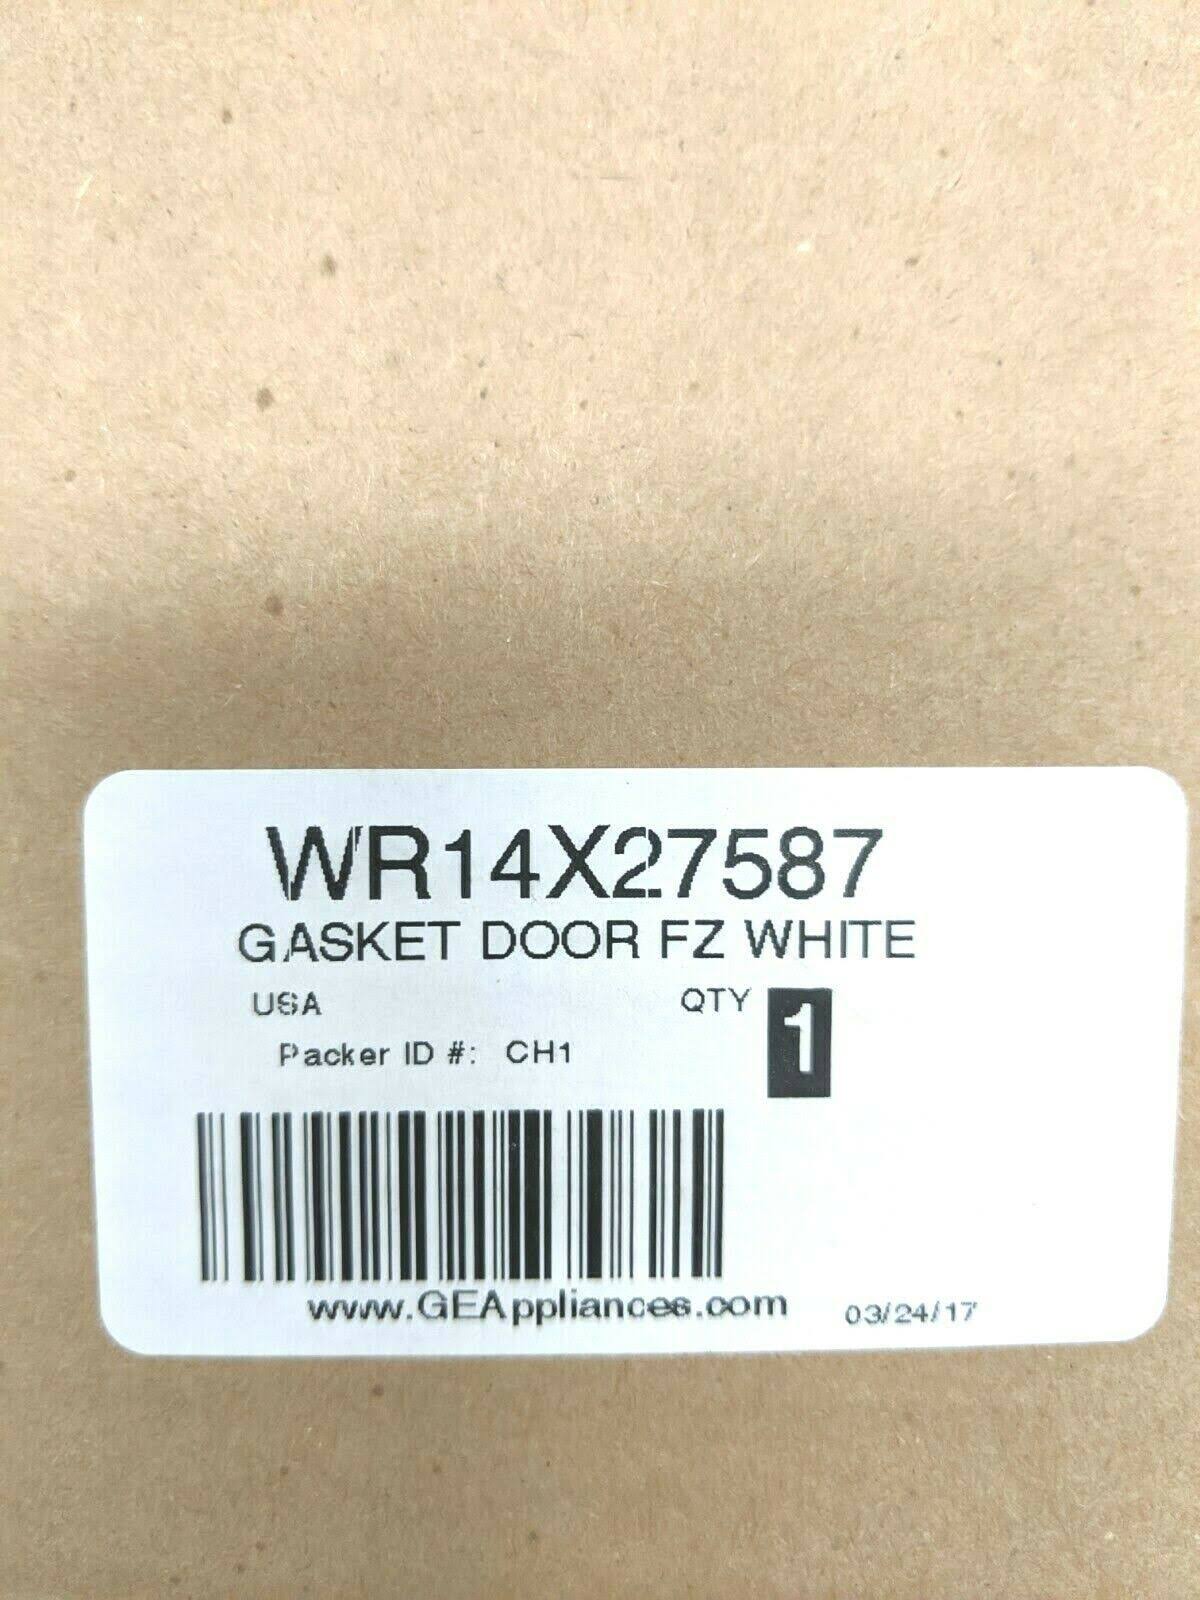 WR14X27587
GASKET DOOR FZ WHITE
USA QTY 1
Packer ID #: CH1
www.GEAppliances.com 03/24/17